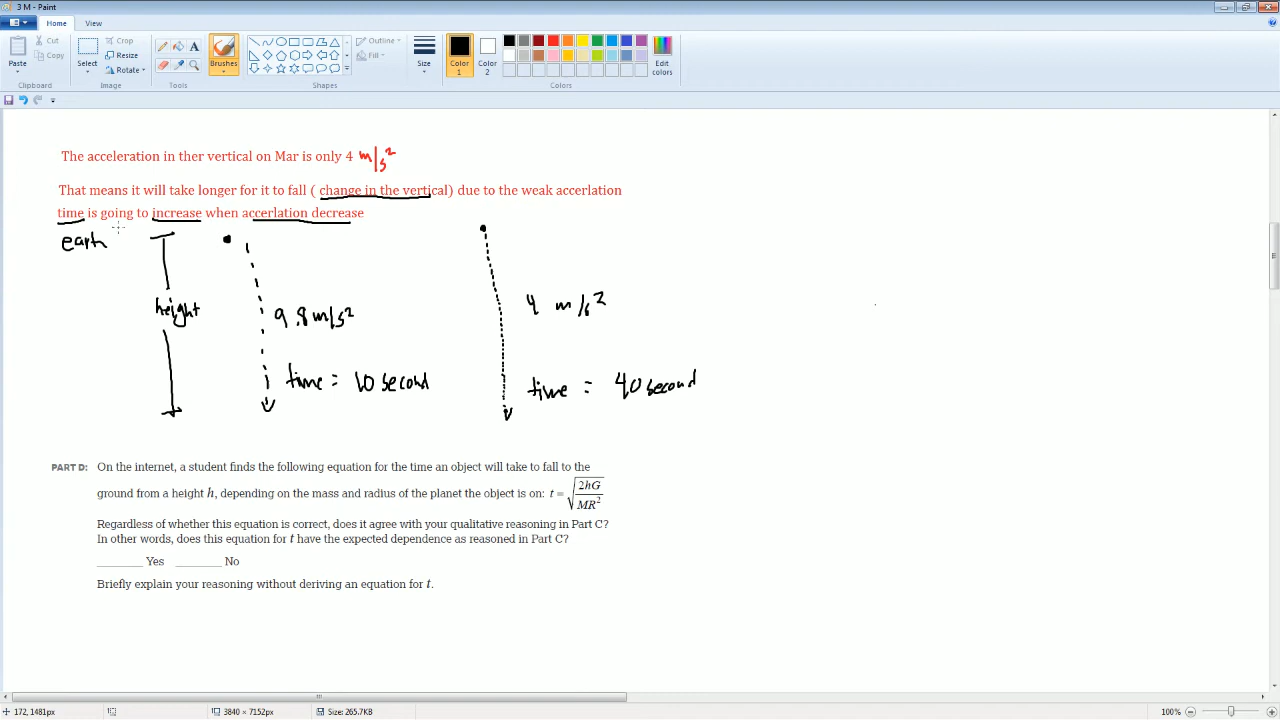 3 M - Paint
Home View
Cut
Copy
Paste
Clipboard
Select
Crop
Resize
Rotate
Image
A
Tools
Brushes
Outline
Fill
Shapes
Size
Color 1
Color 2
Edit colors
Colors
The acceleration in ther vertical on Mar is only 4 m/s²
That means it will take longer for it to fall ( change in the vertical) due to the weak accerlation
time is going to increase when accerlation decrease
earth
height
9.8 m/s²
4 m/s²
time = 10 second
time = 40 second
PART D: On the internet, a student finds the following equation for the time an object will take to fall to the
ground from a height h, depending on the mass and radius of the planet the object is on: t = √(2hG/MR²)
Regardless of whether this equation is correct, does it agree with your qualitative reasoning in Part C?
In other words, does this equation for t have the expected dependence as reasoned in Part C?
______ Yes ______ No
Briefly explain your reasoning without deriving an equation for t.
172, 1481px
3840 × 7152px
Size: 265.7KB
100%